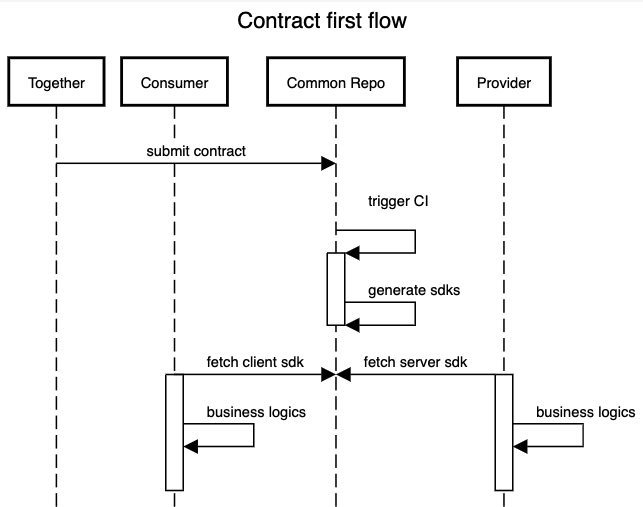 Contract first flow
Together
Consumer
Common Repo
Provider
submit contract
trigger CI
generate sdks
fetch client sdk
fetch server sdk
business logics
business logics